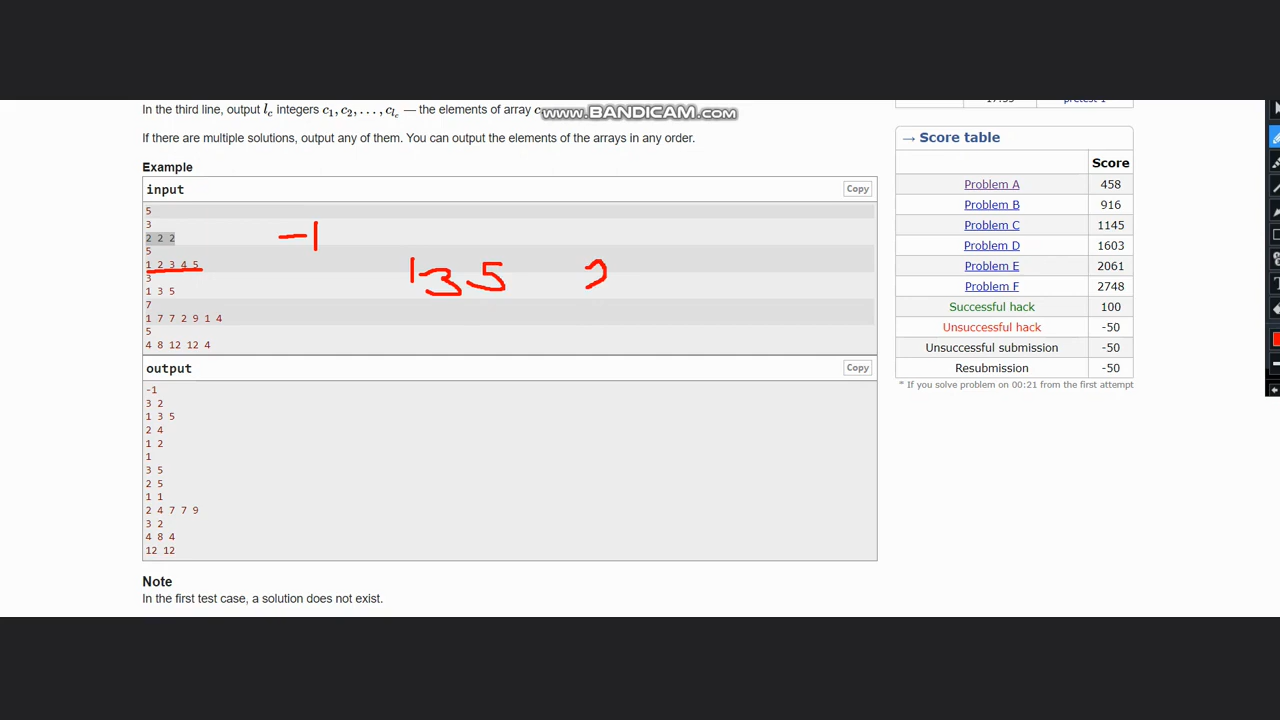 In the third line, output l_c integers c_1, c_2, . . . , c_{l_c} — the elements of array c
www.BANDICAM.com
If there are multiple solutions, output any of them. You can output the elements of the arrays in any order.
Example
input
Copy
5
3
2 2 2
5
1 2 3 4 5
3
1 3 5
7
1 7 7 2 9 1 4
5
4 8 12 12 4
-1
1 3 5
output
Copy
-1
3 2
1 3 5
2 4
1 2
1
3 5
2 5
1 1
2 4 7 7 9
3 2
4 8 4
12 12
Note
In the first test case, a solution does not exist.
→ Score table
Score
Problem A 458
Problem B 916
Problem C 1145
Problem D 1603
Problem E 2061
Problem F 2748
Successful hack 100
Unsuccessful hack -50
Unsuccessful submission -50
Resubmission -50
* If you solve problem on 00:21 from the first attempt